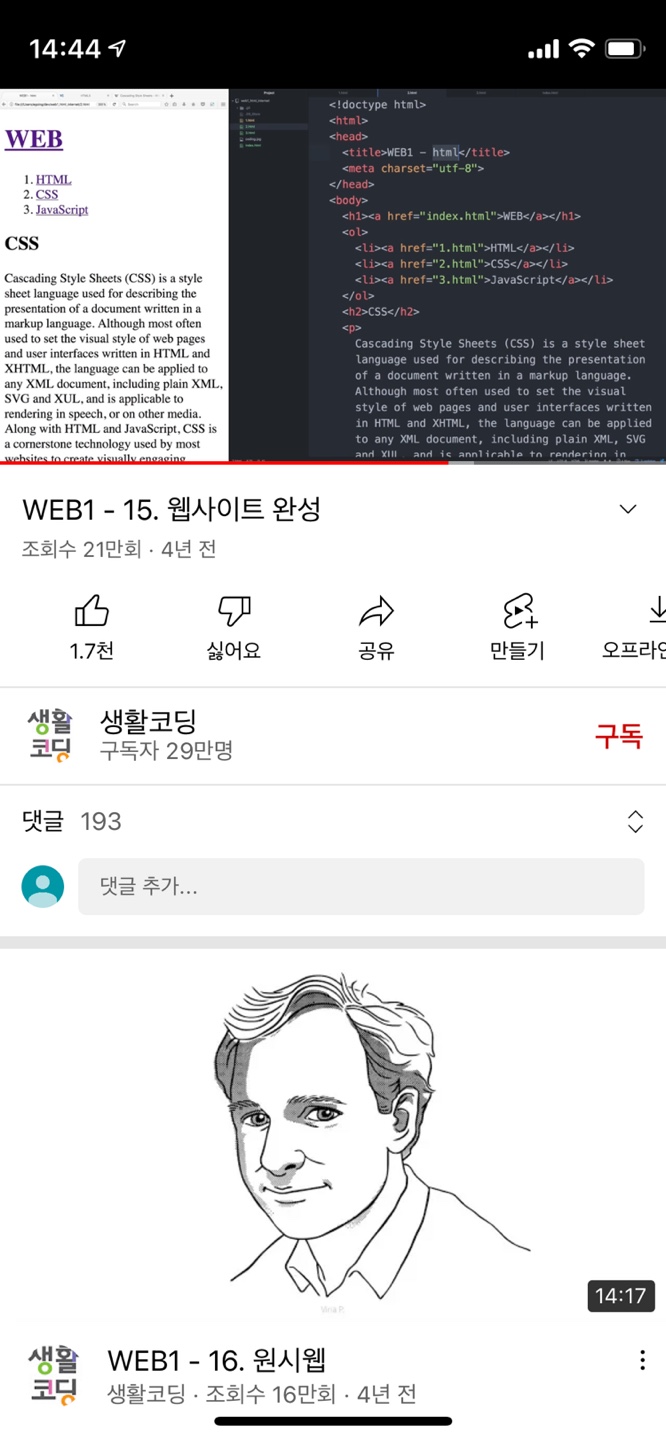 14:44
WEB
1. HTML
2. CSS
3. JavaScript
CSS
Cascading Style Sheets (CSS) is a style
sheet language used for describing the
presentation of a document written in a
markup language. Although most often
used to set the visual style of web pages
and user interfaces written in HTML and
XHTML, the language can be applied to
any XML document, including plain XML,
SVG and XUL, and is applicable to
rendering in speech, or on other media.
Along with HTML and JavaScript, CSS is
a cornerstone technology used by most
websites to create visually engaging
<!doctype html>
<html>
<head>
<title>WEB1 - html</title>
<meta charset="utf-8">
</head>
<body>
<h1><a href="index.html">WEB</a></h1>
<ol>
<li><a href="1.html">HTML</a></li>
<li><a href="2.html">CSS</a></li>
<li><a href="3.html">JavaScript</a></li>
</ol>
<h2>CSS</h2>
<p>
Cascading Style Sheets (CSS) is a style sheet
language used for describing the presentation
of a document written in a markup language.
Although most often used to set the visual
style of web pages and user interfaces written
in HTML and XHTML, the language can be applied
to any XML document, including plain XML, SVG
and XUL, and is applicable to rendering in
WEB1 - 15. 웹사이트 완성
조회수 21만회 · 4년 전
1.7천 싫어요 공유 만들기 오프라인
생활
코딩
생활코딩
구독자 29만명
구독
댓글 193
댓글 추가...
14:17
생활
코딩
WEB1 - 16. 원시웹
생활코딩 · 조회수 16만회 · 4년 전